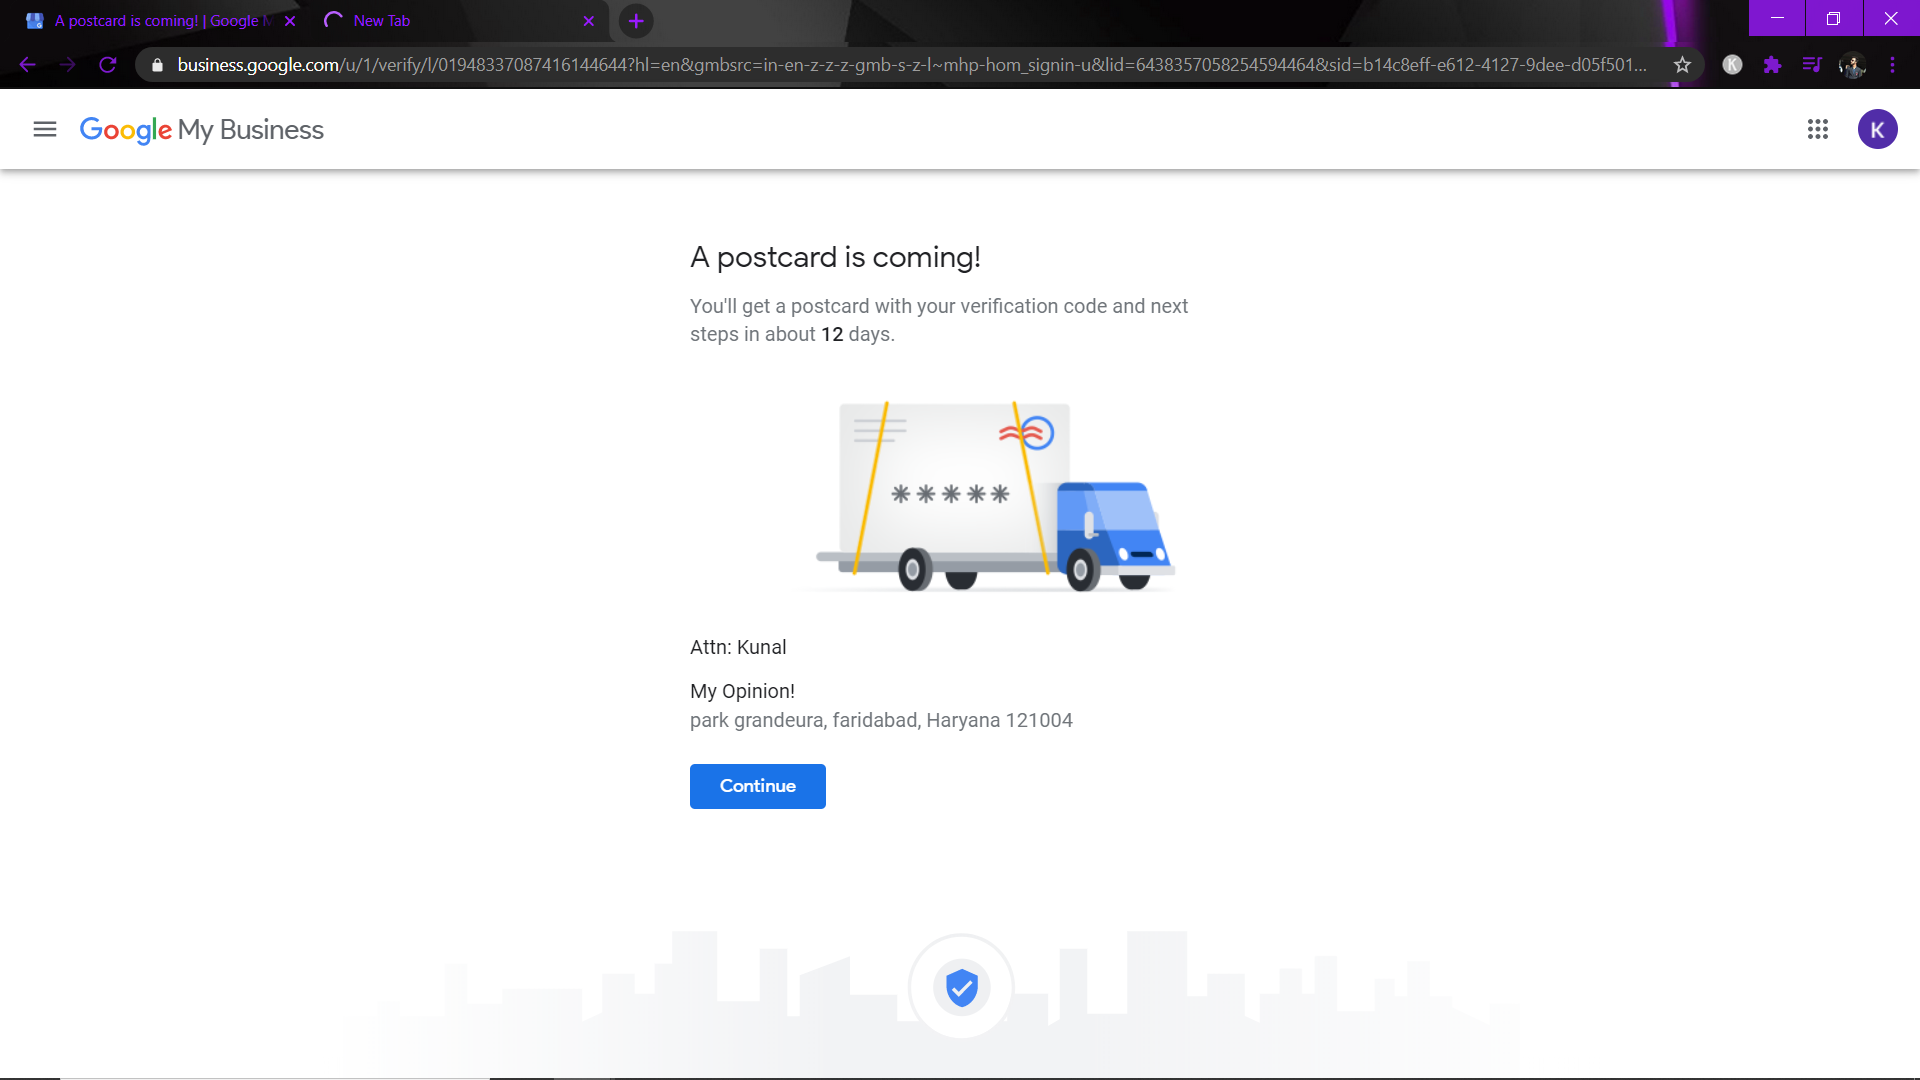 A postcard is coming! | Google M
New Tab
business.google.com/u/1/verify/l/01948337087416144644?hl=en&gmbsrc=in-en-z-z-z-gmb-s-z-l~mhp-hom_signin-u&lid=6438357058254594464&sid=b14c8eff-e612-4127-9dee-d05f501...
K
Google My Business
K
A postcard is coming!
You'll get a postcard with your verification code and next
steps in about 12 days.
*****
Attn: Kunal
My Opinion!
park grandeura, faridabad, Haryana 121004
Continue